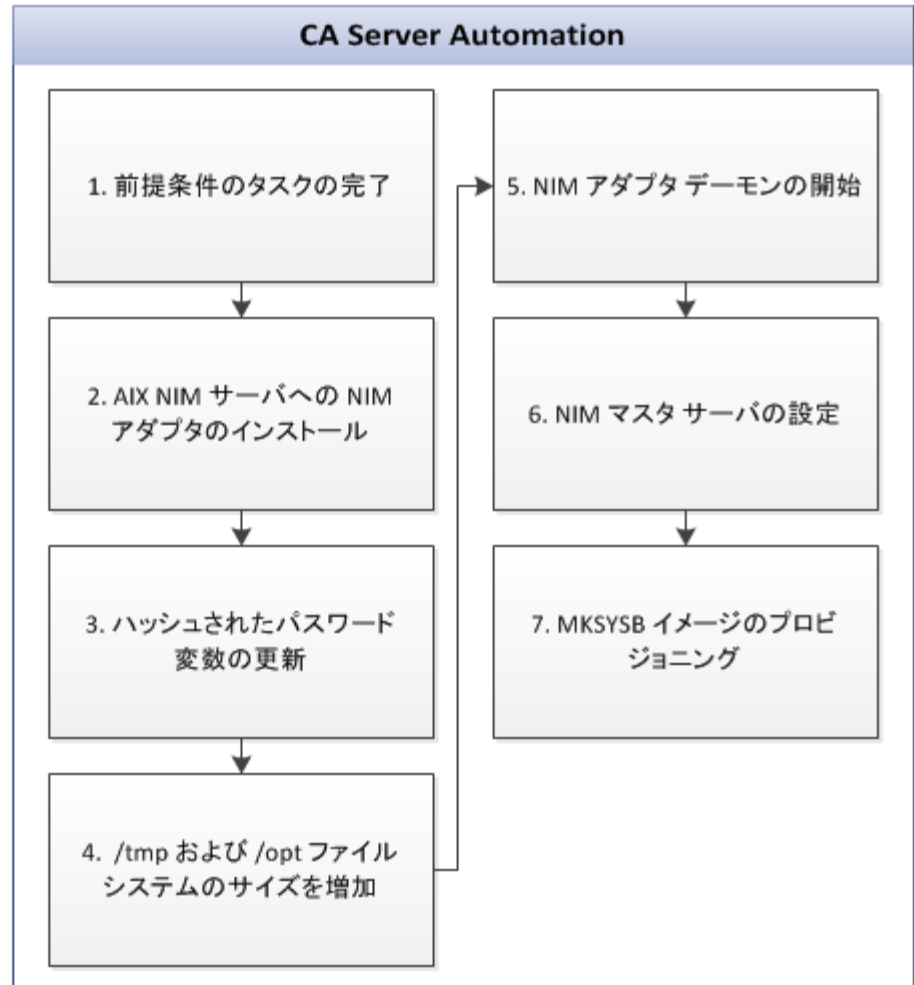 CA Server Automation
1. 前提条件のタスクの完了
2. AIX NIM サーバへの NIM
アダプタのインストール
3. ハッシュされたパスワード
変数の更新
4. /tmp および /opt ファイル
システムのサイズを増加
5. NIM アダプタ デーモンの開始
6. NIM マスタ サーバの設定
7. MKSYSB イメージのプロビ
ジョニング